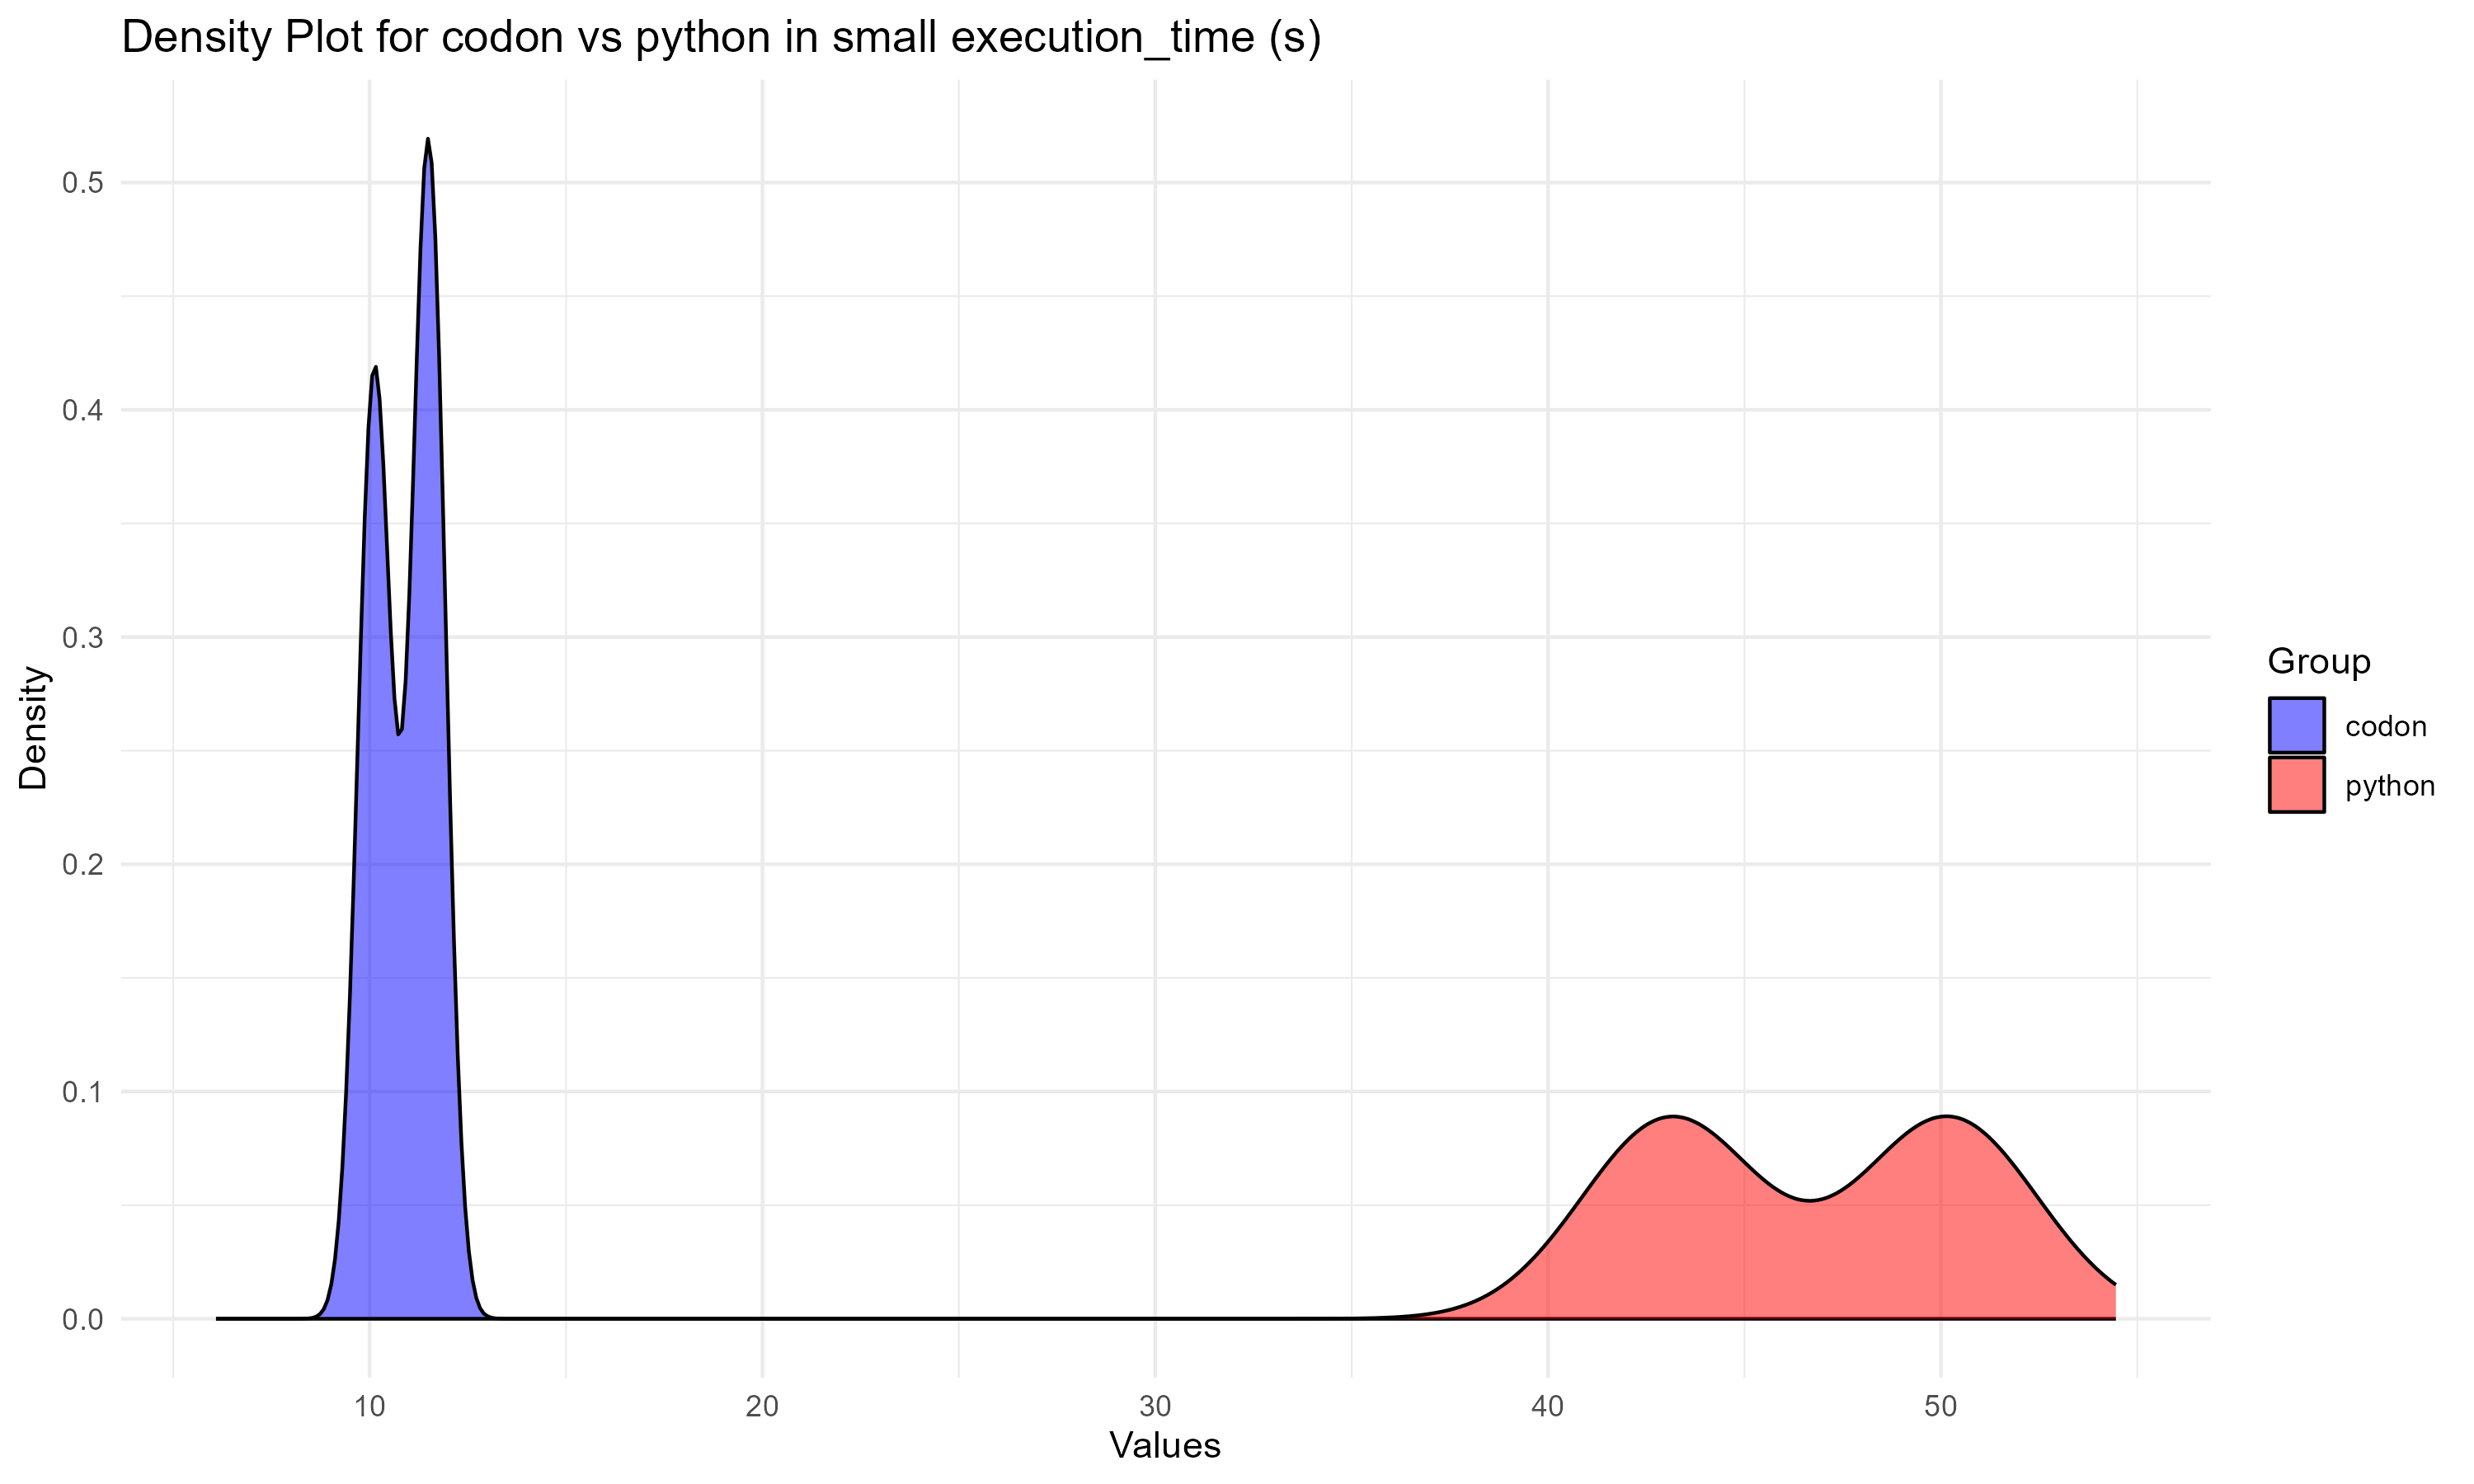 Density Plot for codon vs python in small execution_time (s)
Density
0.5
0.4
0.3
0.2
0.1
0.0
10 20 30 40 50
Values
Group
codon
python